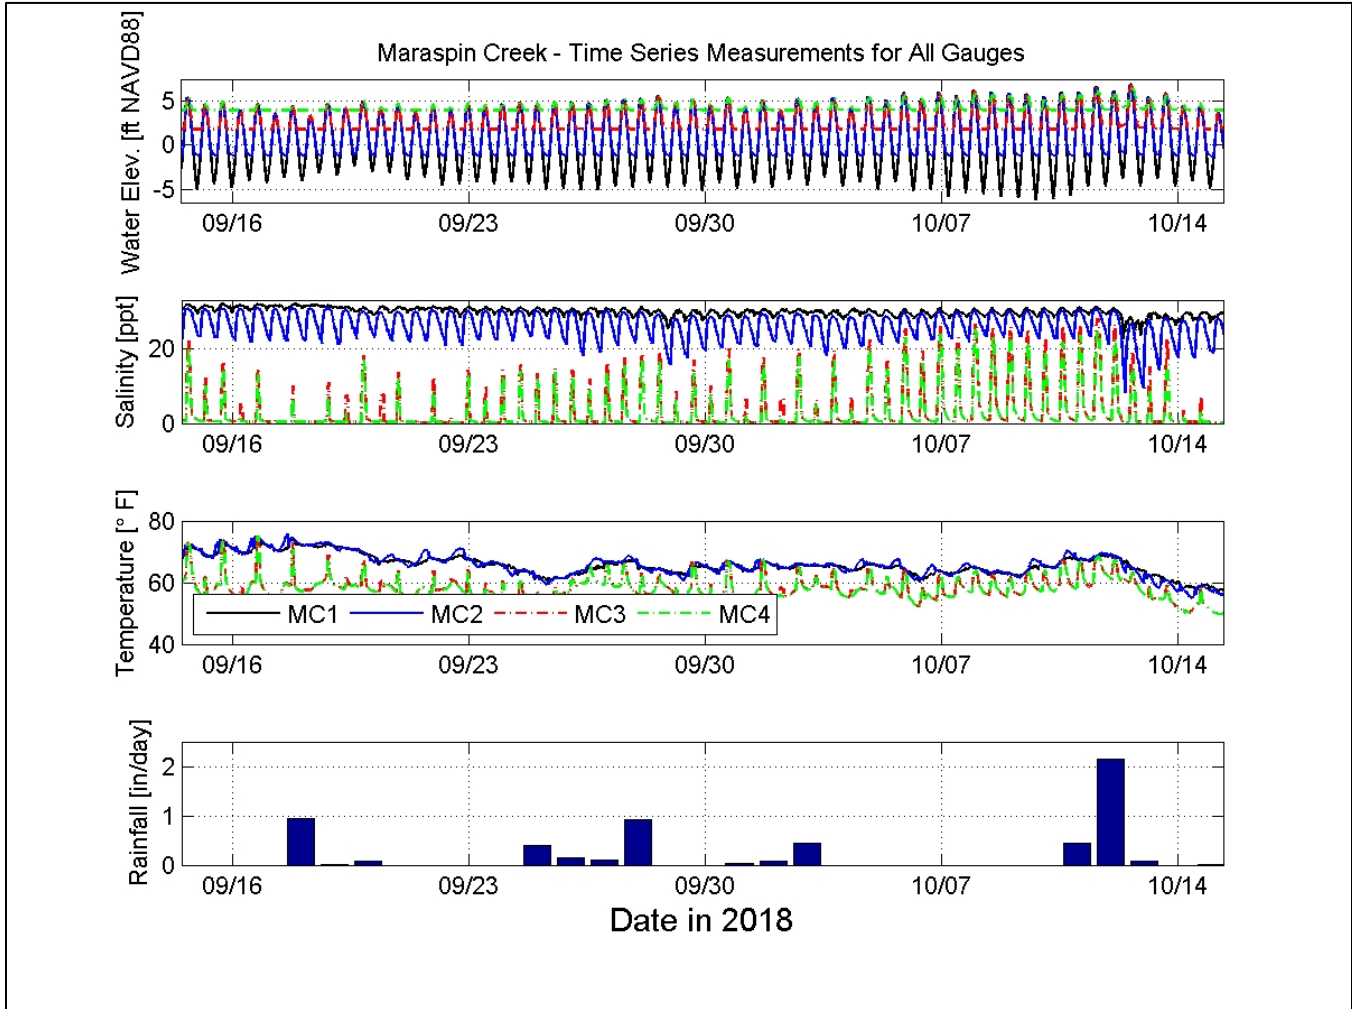 Maraspin Creek - Time Series Measurements for All Gauges
Water Elev. [ft NAVD88]
5
0
-5
09/16 09/23 09/30 10/07 10/14
Salinity [ppt]
20
0
09/16 09/23 09/30 10/07 10/14
Temperature [° F]
80
60
40
MC1 MC2 MC3 MC4
09/16 09/23 09/30 10/07 10/14
Rainfall [in/day]
2
1
0
09/16 09/23 09/30 10/07 10/14
Date in 2018